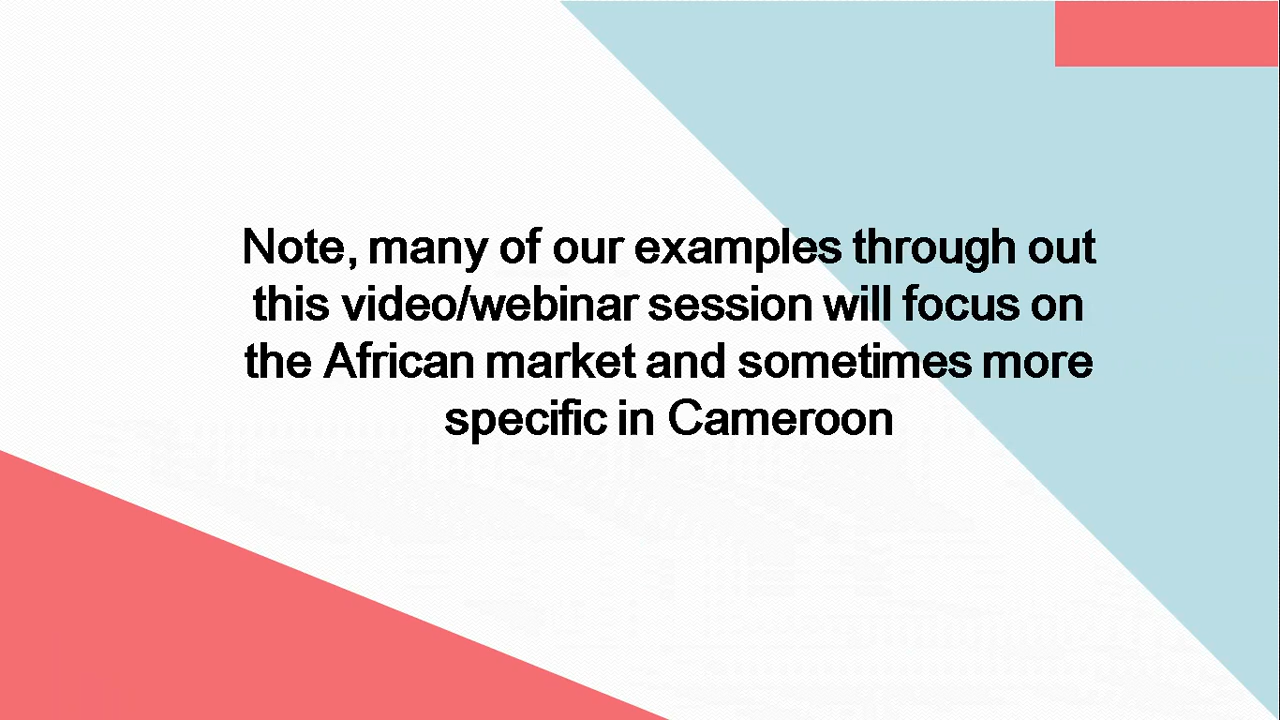 Note, many of our examples through out
this video/webinar session will focus on
the African market and sometimes more
specific in Cameroon